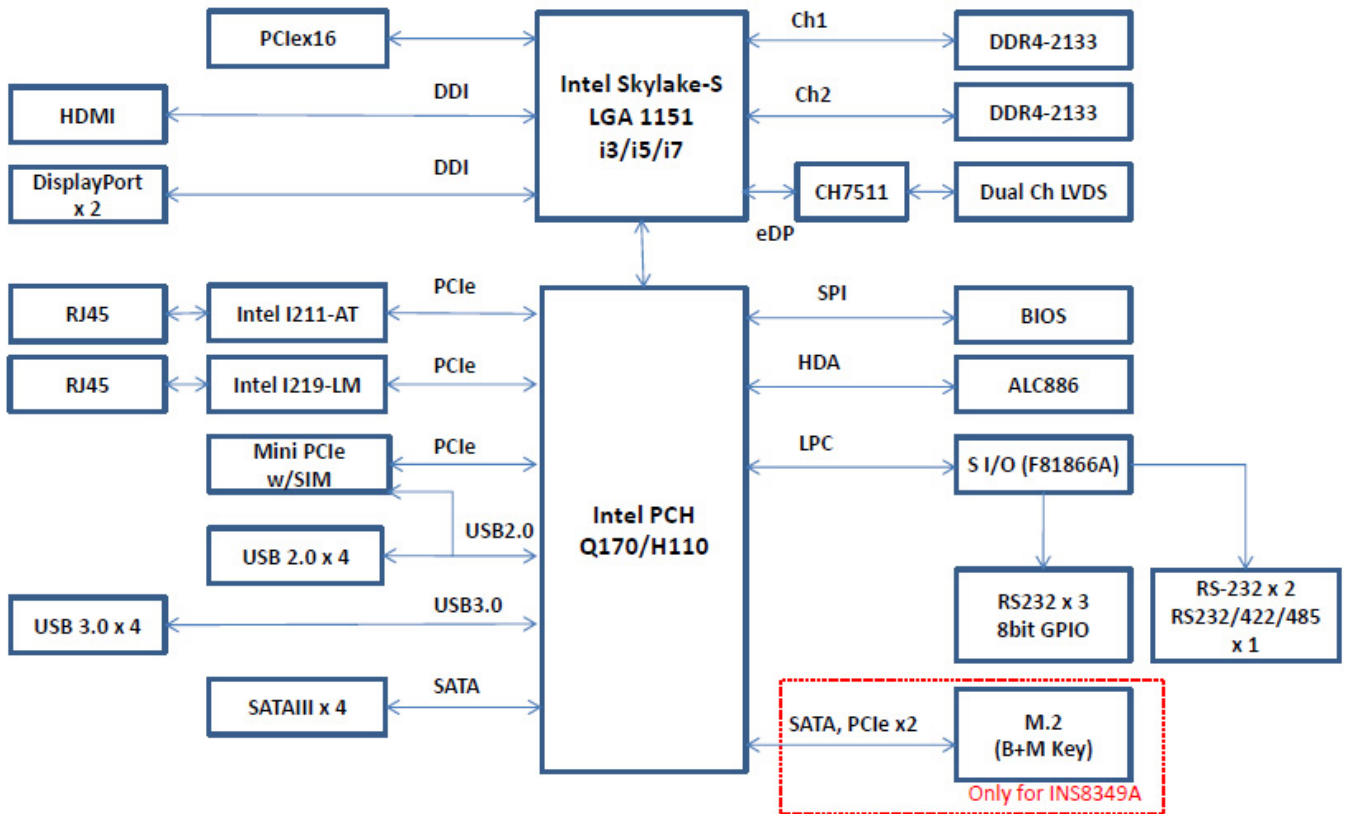 PCIex16
Ch1
DDR4-2133
Intel Skylake-S
LGA 1151
i3/i5/i7
HDMI
DDI
Ch2
DDR4-2133
DisplayPort
x 2
DDI
CH7511
Dual Ch LVDS
eDP
RJ45
Intel I211-AT
PCIe
SPI
BIOS
RJ45
Intel I219-LM
PCIe
HDA
ALC886
Mini PCIe
w/SIM
PCIe
LPC
S I/O (F81866A)
Intel PCH
Q170/H110
USB 2.0 x 4
USB2.0
RS232 x 3
8bit GPIO
RS-232 x 2
RS232/422/485
x 1
USB 3.0 x 4
USB3.0
SATAIII x 4
SATA
SATA, PCIe x2
M.2
(B+M Key)
Only for INS8349A